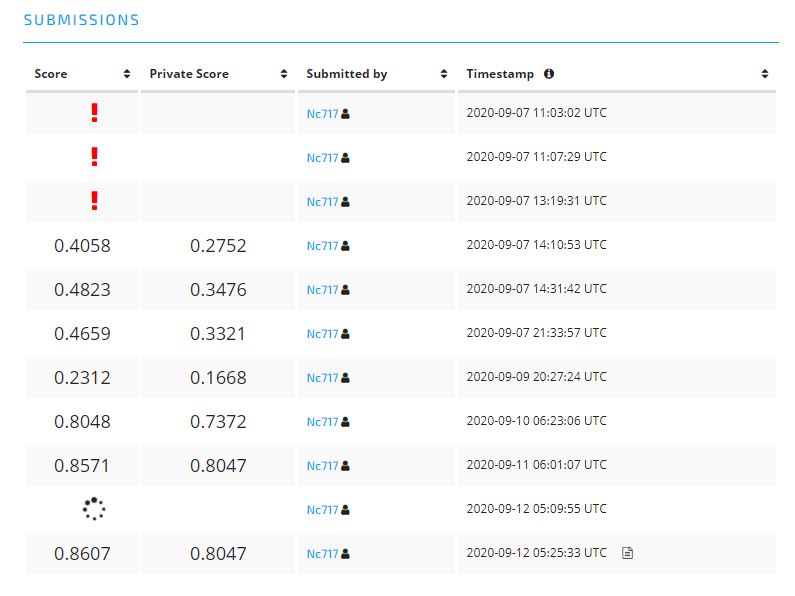 SUBMISSIONS
Score Private Score Submitted by Timestamp
! Nc717 2020-09-07 11:03:02 UTC
! Nc717 2020-09-07 11:07:29 UTC
! Nc717 2020-09-07 13:19:31 UTC
0.4058 0.2752 Nc717 2020-09-07 14:10:53 UTC
0.4823 0.3476 Nc717 2020-09-07 14:31:42 UTC
0.4659 0.3321 Nc717 2020-09-07 21:33:57 UTC
0.2312 0.1668 Nc717 2020-09-09 20:27:24 UTC
0.8048 0.7372 Nc717 2020-09-10 06:23:06 UTC
0.8571 0.8047 Nc717 2020-09-11 06:01:07 UTC
Nc717 2020-09-12 05:09:55 UTC
0.8607 0.8047 Nc717 2020-09-12 05:25:33 UTC